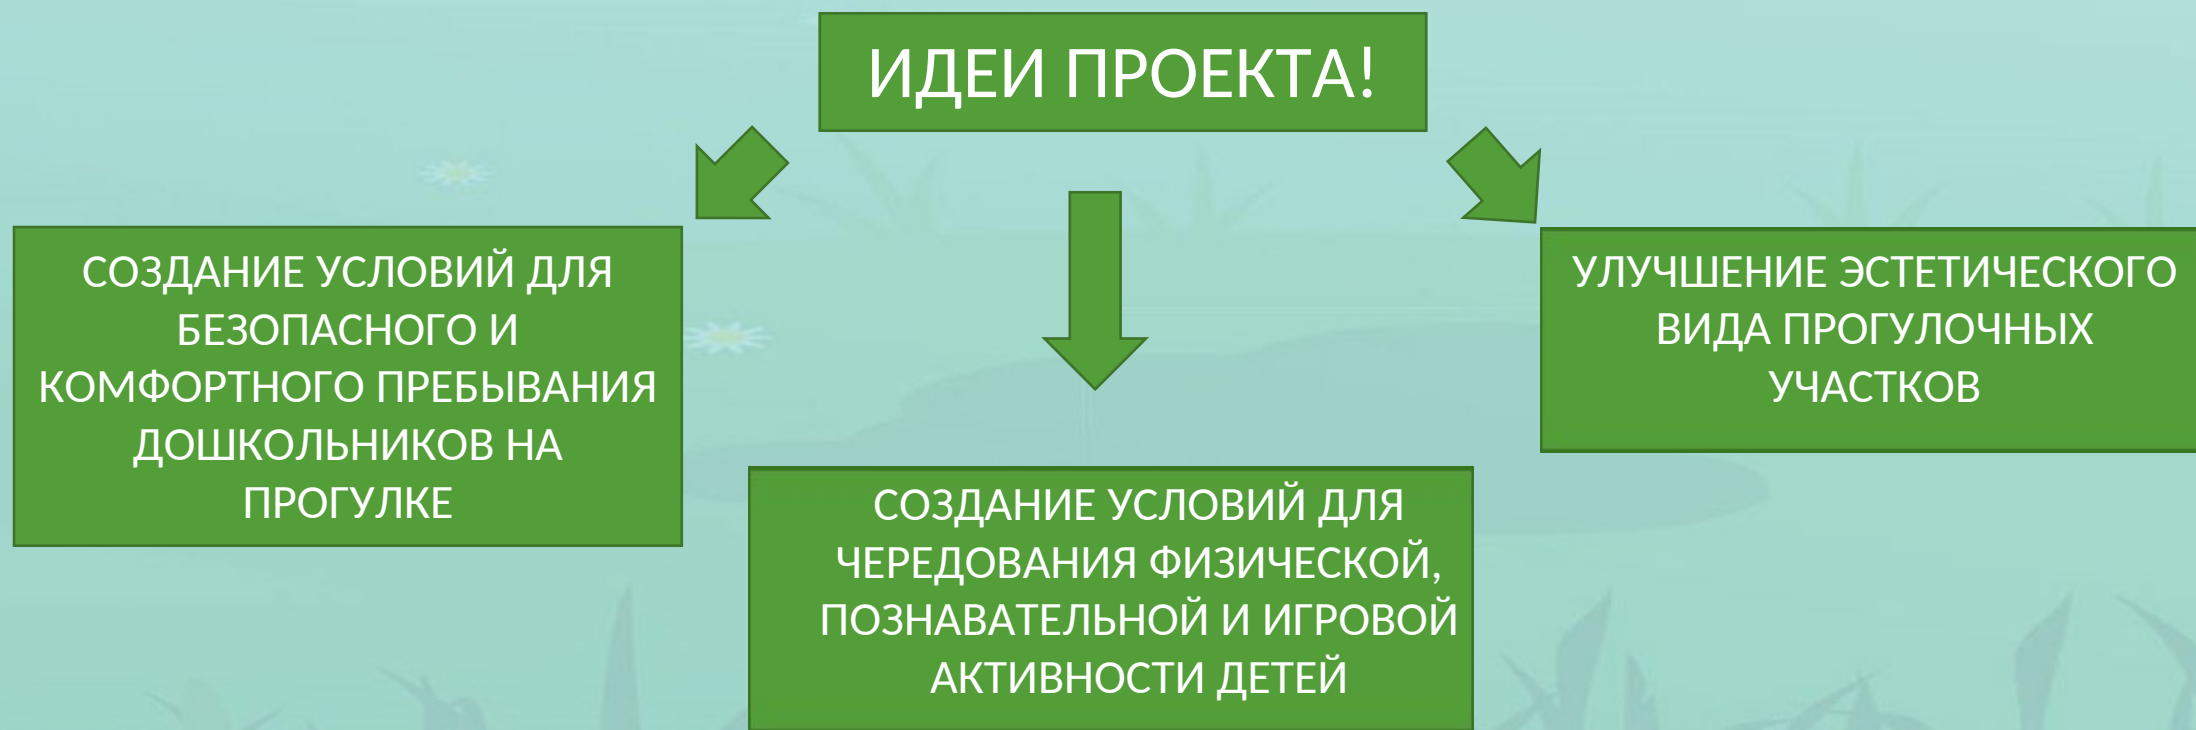 ИДЕИ ПРОЕКТА!
СОЗДАНИЕ УСЛОВИЙ ДЛЯ
БЕЗОПАСНОГО И
КОМФОРТНОГО ПРЕБЫВАНИЯ
ДОШКОЛЬНИКОВ НА
ПРОГУЛКЕ
СОЗДАНИЕ УСЛОВИЙ ДЛЯ
ЧЕРЕДОВАНИЯ ФИЗИЧЕСКОЙ,
ПОЗНАВАТЕЛЬНОЙ И ИГРОВОЙ
АКТИВНОСТИ ДЕТЕЙ
УЛУЧШЕНИЕ ЭСТЕТИЧЕСКОГО
ВИДА ПРОГУЛОЧНЫХ
УЧАСТКОВ